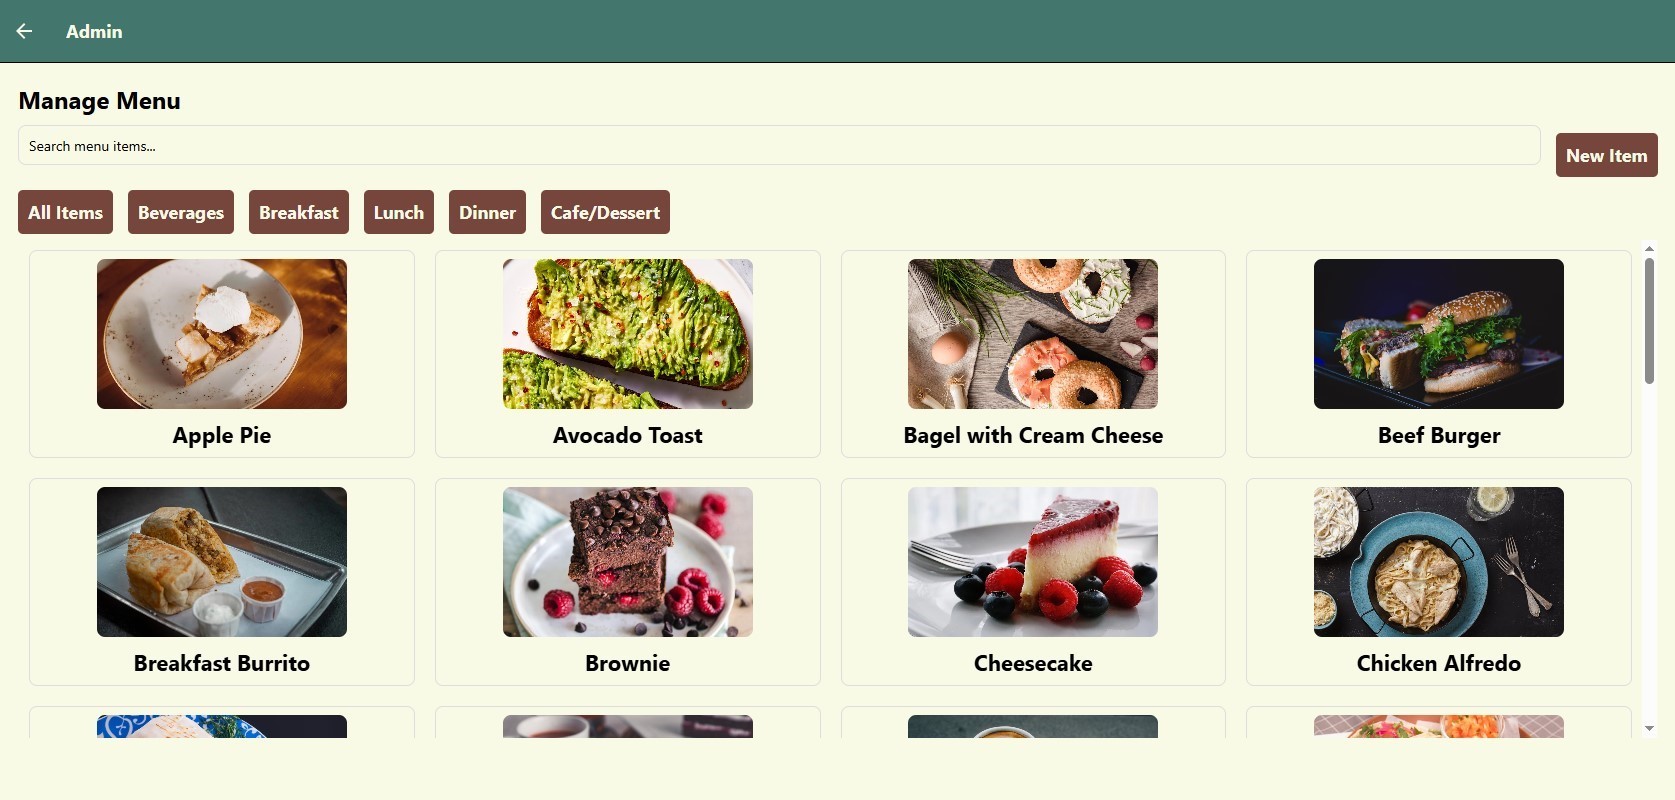 Admin
Manage Menu
Search menu items...
New Item
All Items Beverages Breakfast Lunch Dinner Cafe/Dessert
Apple Pie Avocado Toast Bagel with Cream Cheese Beef Burger
Breakfast Burrito Brownie Cheesecake Chicken Alfredo